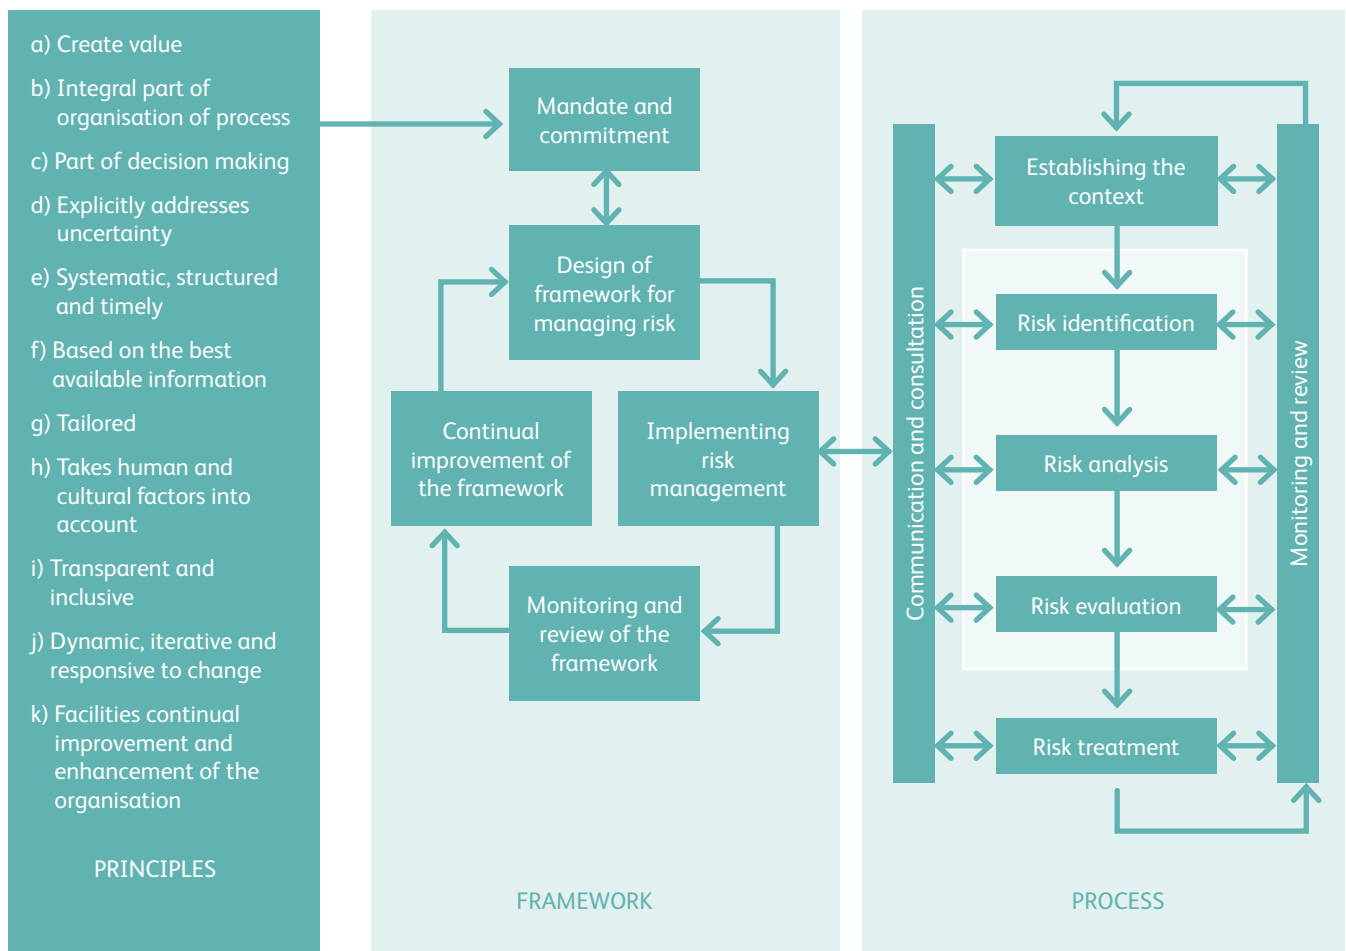 a) Create value
b) Integral part of
organisation of process
c) Part of decision making
d) Explicitly addresses
uncertainty
e) Systematic, structured
and timely
f) Based on the best
available information
g) Tailored
h) Takes human and
cultural factors into
account
i) Transparent and
inclusive
j) Dynamic, iterative and
responsive to change
k) Facilities continual
improvement and
enhancement of the
organisation
PRINCIPLES
Mandate and
commitment
Design of
framework for
managing risk
Continual
improvement of
the framework
Implementing
risk
management
Monitoring and
review of the
framework
FRAMEWORK
Communication and consultation
Establishing the
context
Risk identification
Risk analysis
Risk evaluation
Risk treatment
Monitoring and review
PROCESS